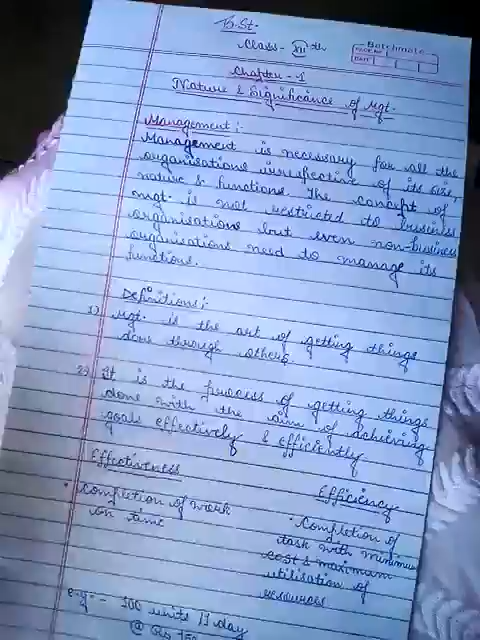 B.St.
Class - XIIth
Batchmate
PAGE NO.
DATE
Chapter - 1
Nature & Significance of Mgt.
Management :-
Management is necessary for all the
organisations irrespective of its size,
nature & functions. The concept of
mgt. is not restricted to business
organisations but even non-business
organisations need to manage its
functions.
Definitions :-
1) Mgt. is the art of getting things
done through others
2) It is the process of getting things
done with the aim of achieving
goals effectively & efficiently
Effectiveness
Efficiency
• Completion of work
on time
• Completion of
task with minimum
cost & maximum
utilisation of
resources
e.g. - 100 units 1 day